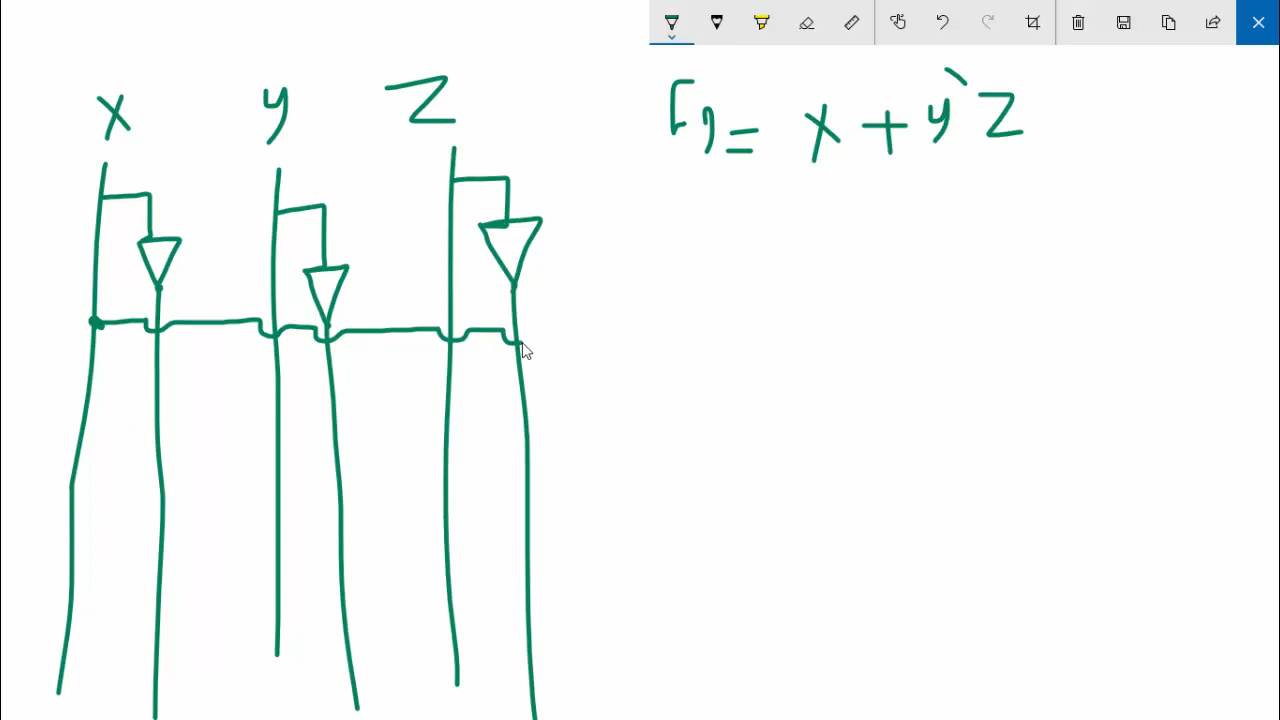 x y Z
F1 = x + y' Z